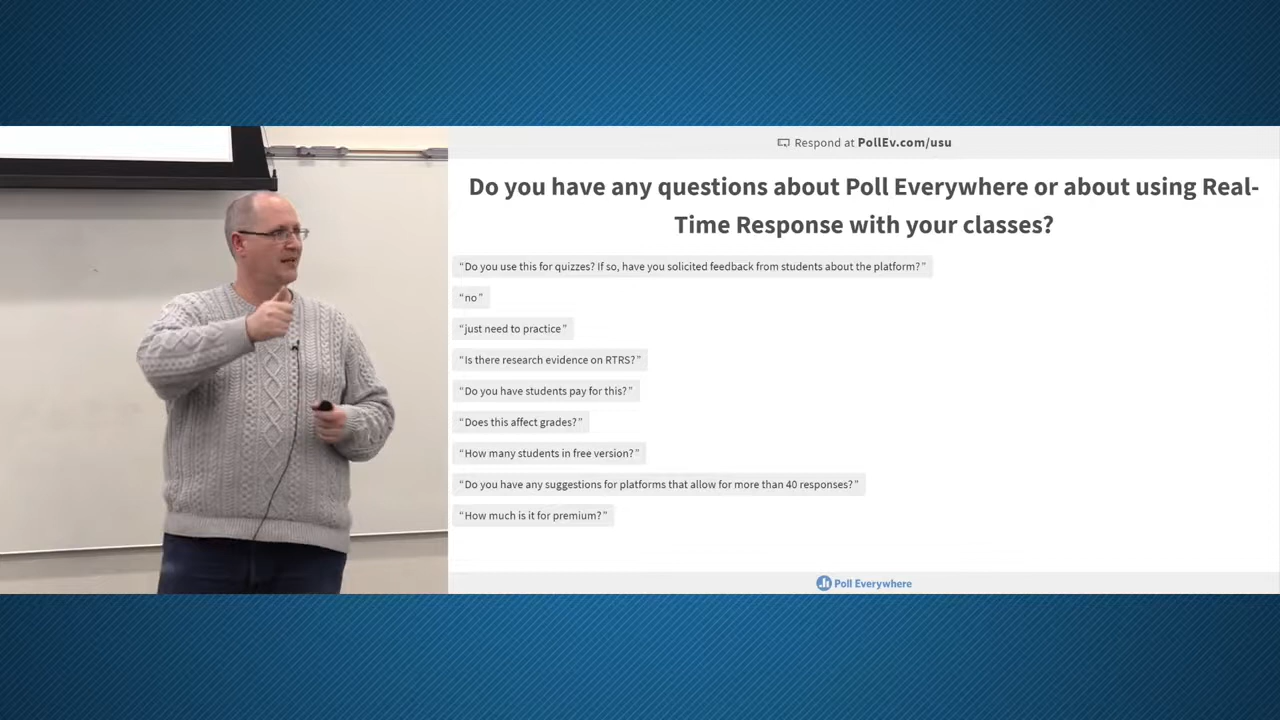 Respond at PollEv.com/usu
Do you have any questions about Poll Everywhere or about using Real-
Time Response with your classes?
“Do you use this for quizzes? If so, have you solicited feedback from students about the platform?”
“no”
“just need to practice”
“Is there research evidence on RTRS?”
“Do you have students pay for this?”
“Does this affect grades?”
“How many students in free version?”
“Do you have any suggestions for platforms that allow for more than 40 responses?”
“How much is it for premium?”
Poll Everywhere